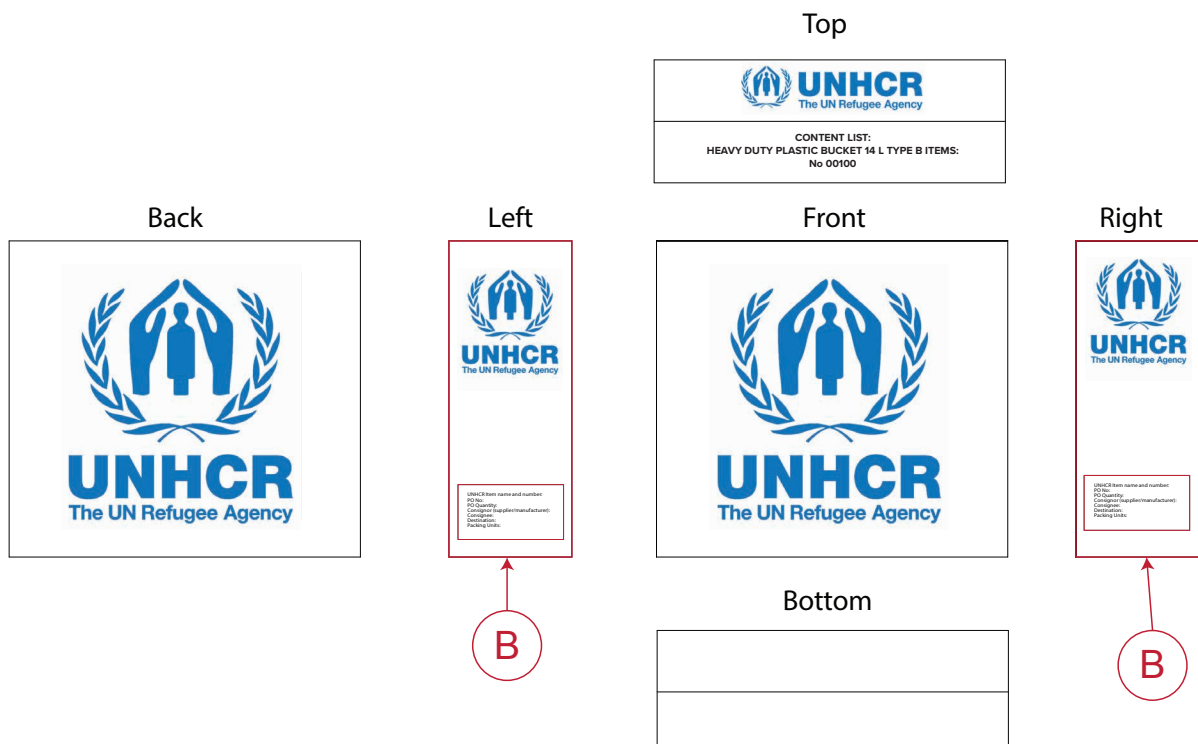 Top
UNHCR
The UN Refugee Agency
CONTENT LIST:
HEAVY DUTY PLASTIC BUCKET 14 L TYPE B ITEMS:
No 00100
Back
Left
Front
Right
UNHCR
The UN Refugee Agency
UNHCR
The UN Refugee Agency
UNHCR Item name and number:
PO No:
PO Quantity:
Consignor (supplier/manufacturer):
Consignee:
Destination:
Packing Units:
UNHCR
The UN Refugee Agency
UNHCR
The UN Refugee Agency
UNHCR Item name and number:
PO No:
PO Quantity:
Consignor (supplier/manufacturer):
Consignee:
Destination:
Packing Units:
B
Bottom
B